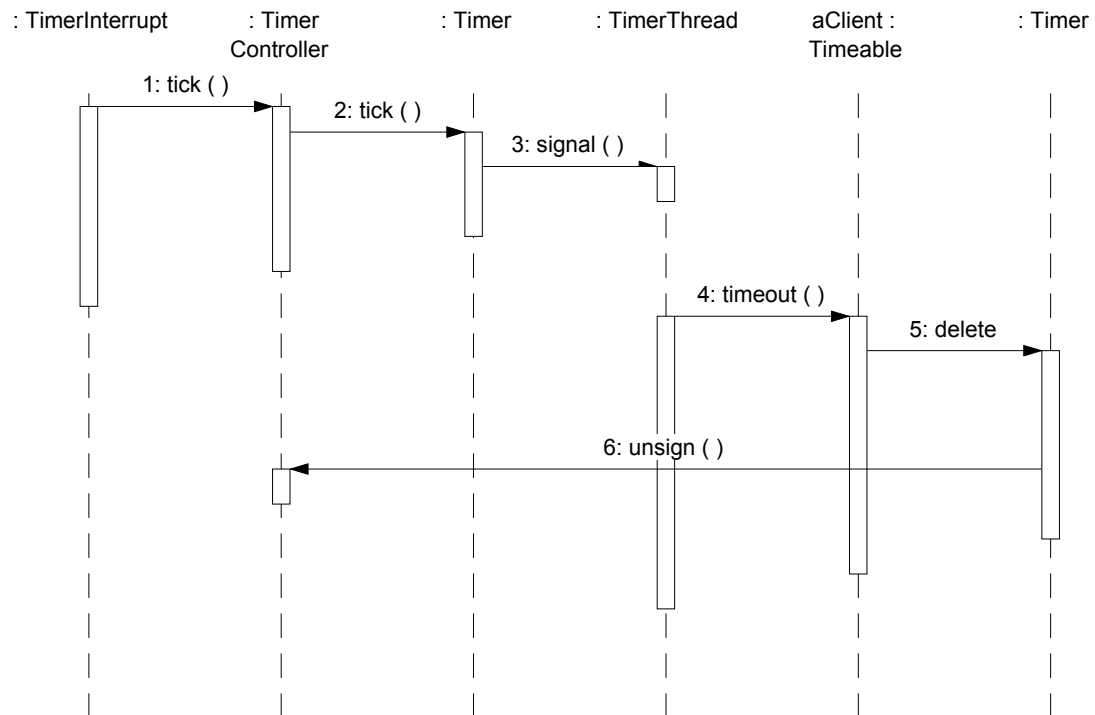 : TimerInterrupt
: Timer
Controller
: Timer
: TimerThread
aClient :
Timeable
: Timer
1: tick ( )
2: tick ( )
3: signal ( )
4: timeout ( )
5: delete
6: unsign ( )